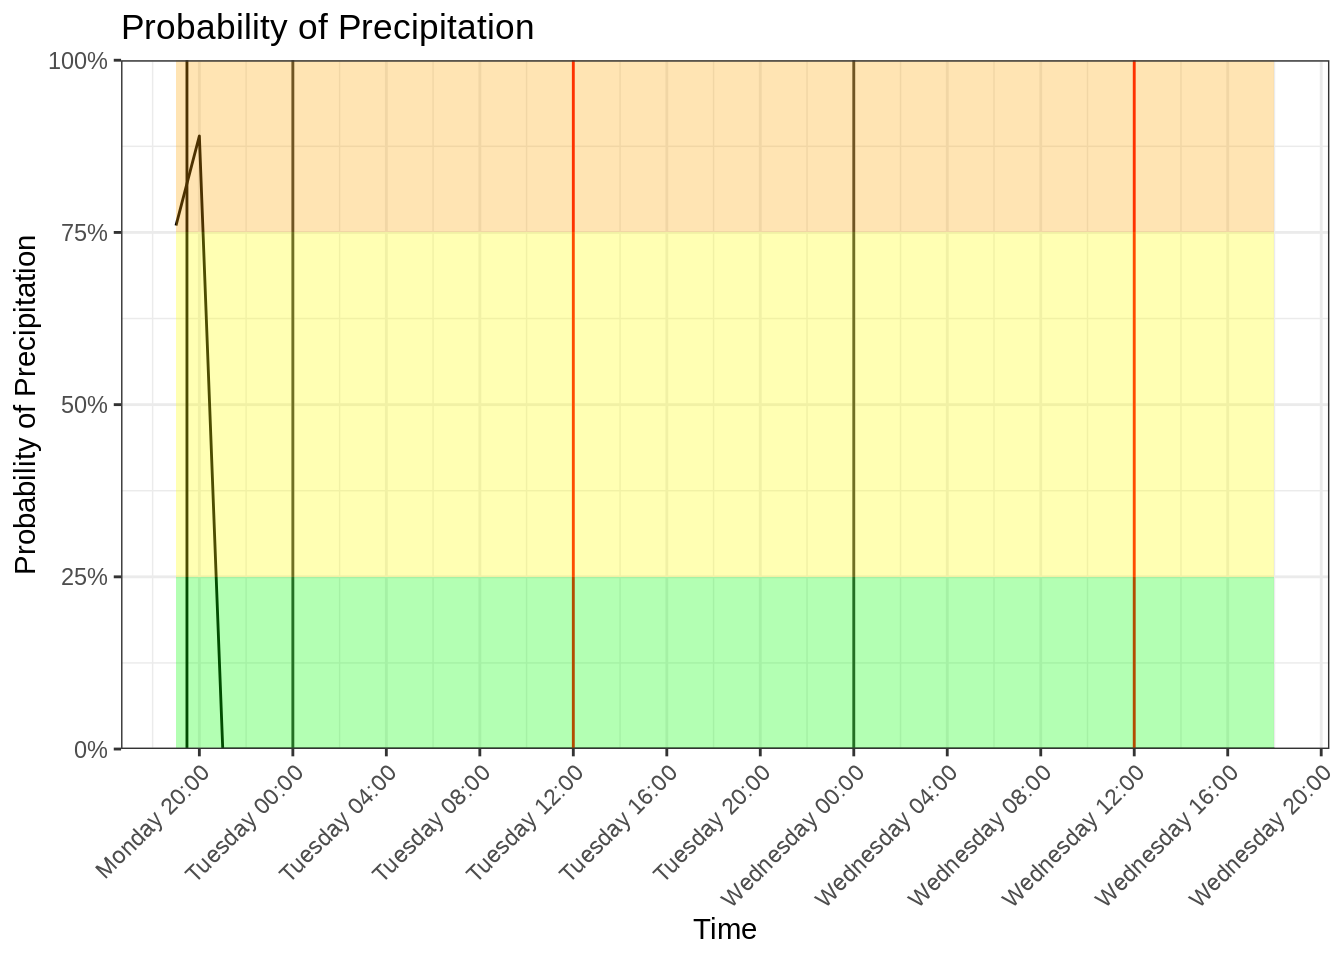 Probability of Precipitation
Probability of Precipitation
100%
75%
50%
25%
0%
Monday 20:00
Tuesday 00:00
Tuesday 04:00
Tuesday 08:00
Tuesday 12:00
Tuesday 16:00
Tuesday 20:00
Wednesday 00:00
Wednesday 04:00
Wednesday 08:00
Wednesday 12:00
Wednesday 16:00
Wednesday 20:00
Time